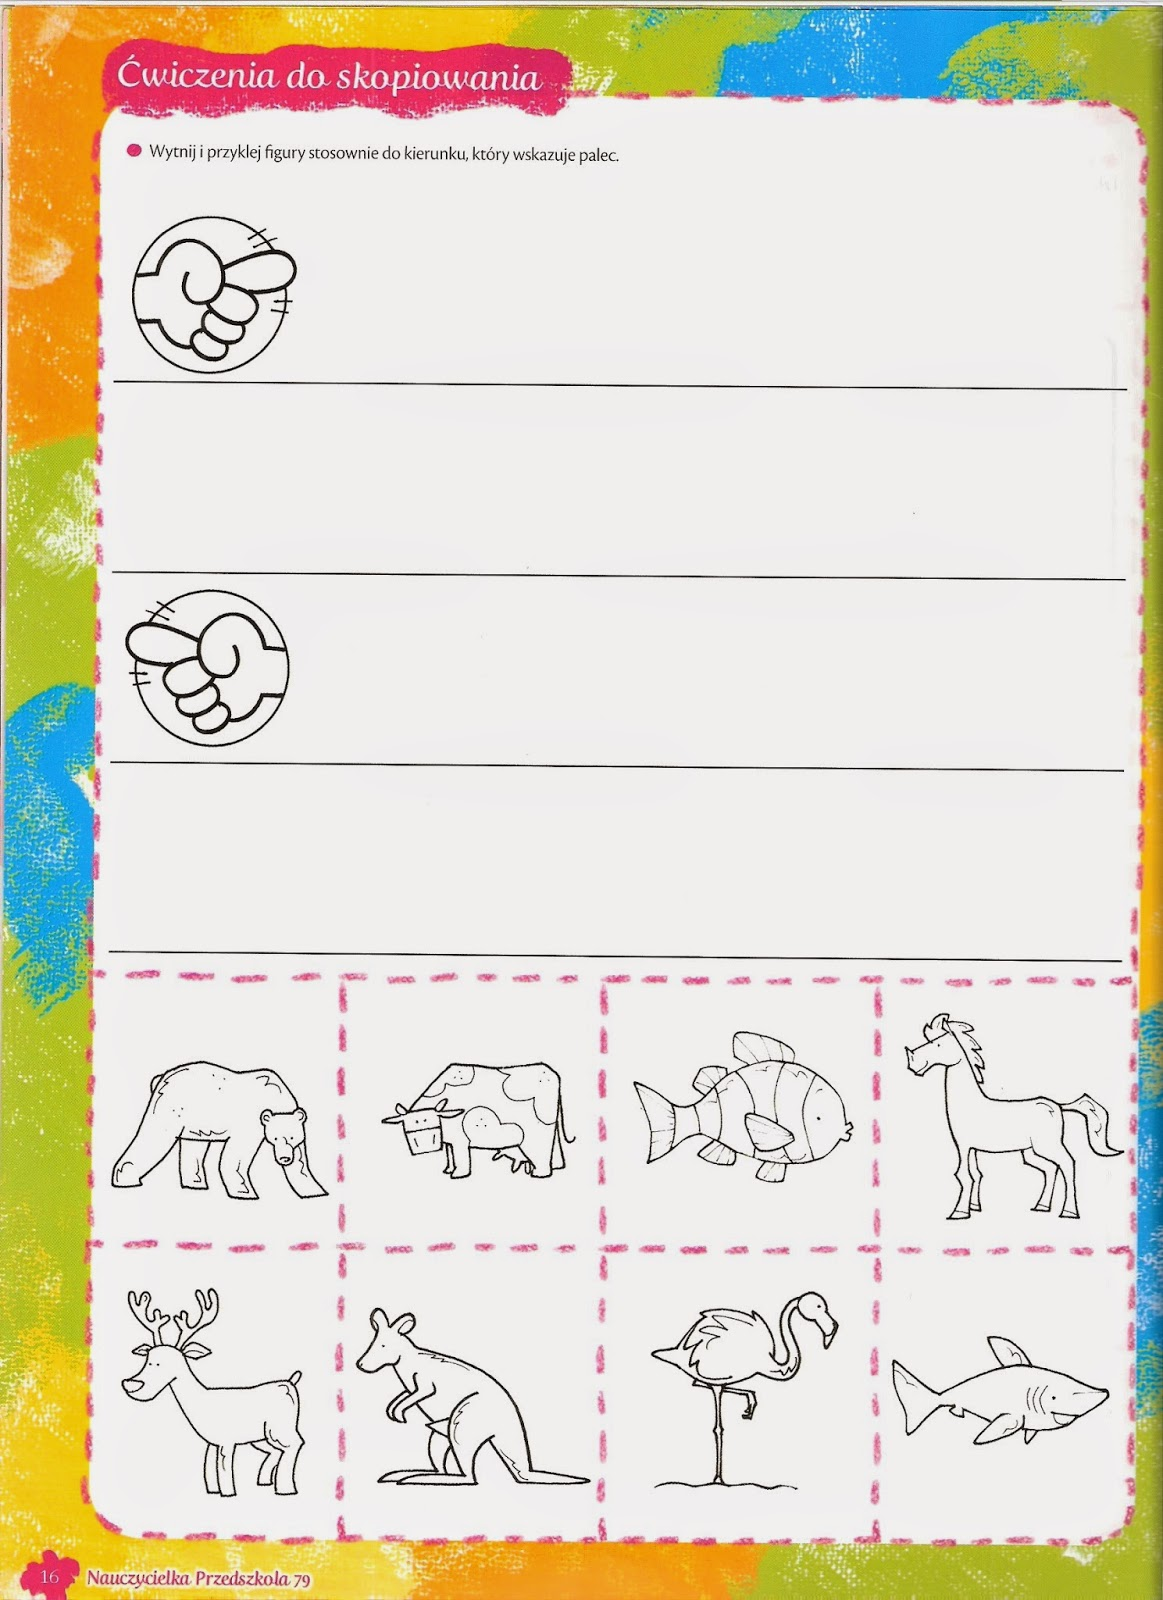 Ćwiczenia do skopiowania
Wytnij i przyklej figury stosownie do kierunku, który wskazuje palec.
16 Nauczycielka Przedszkola 79